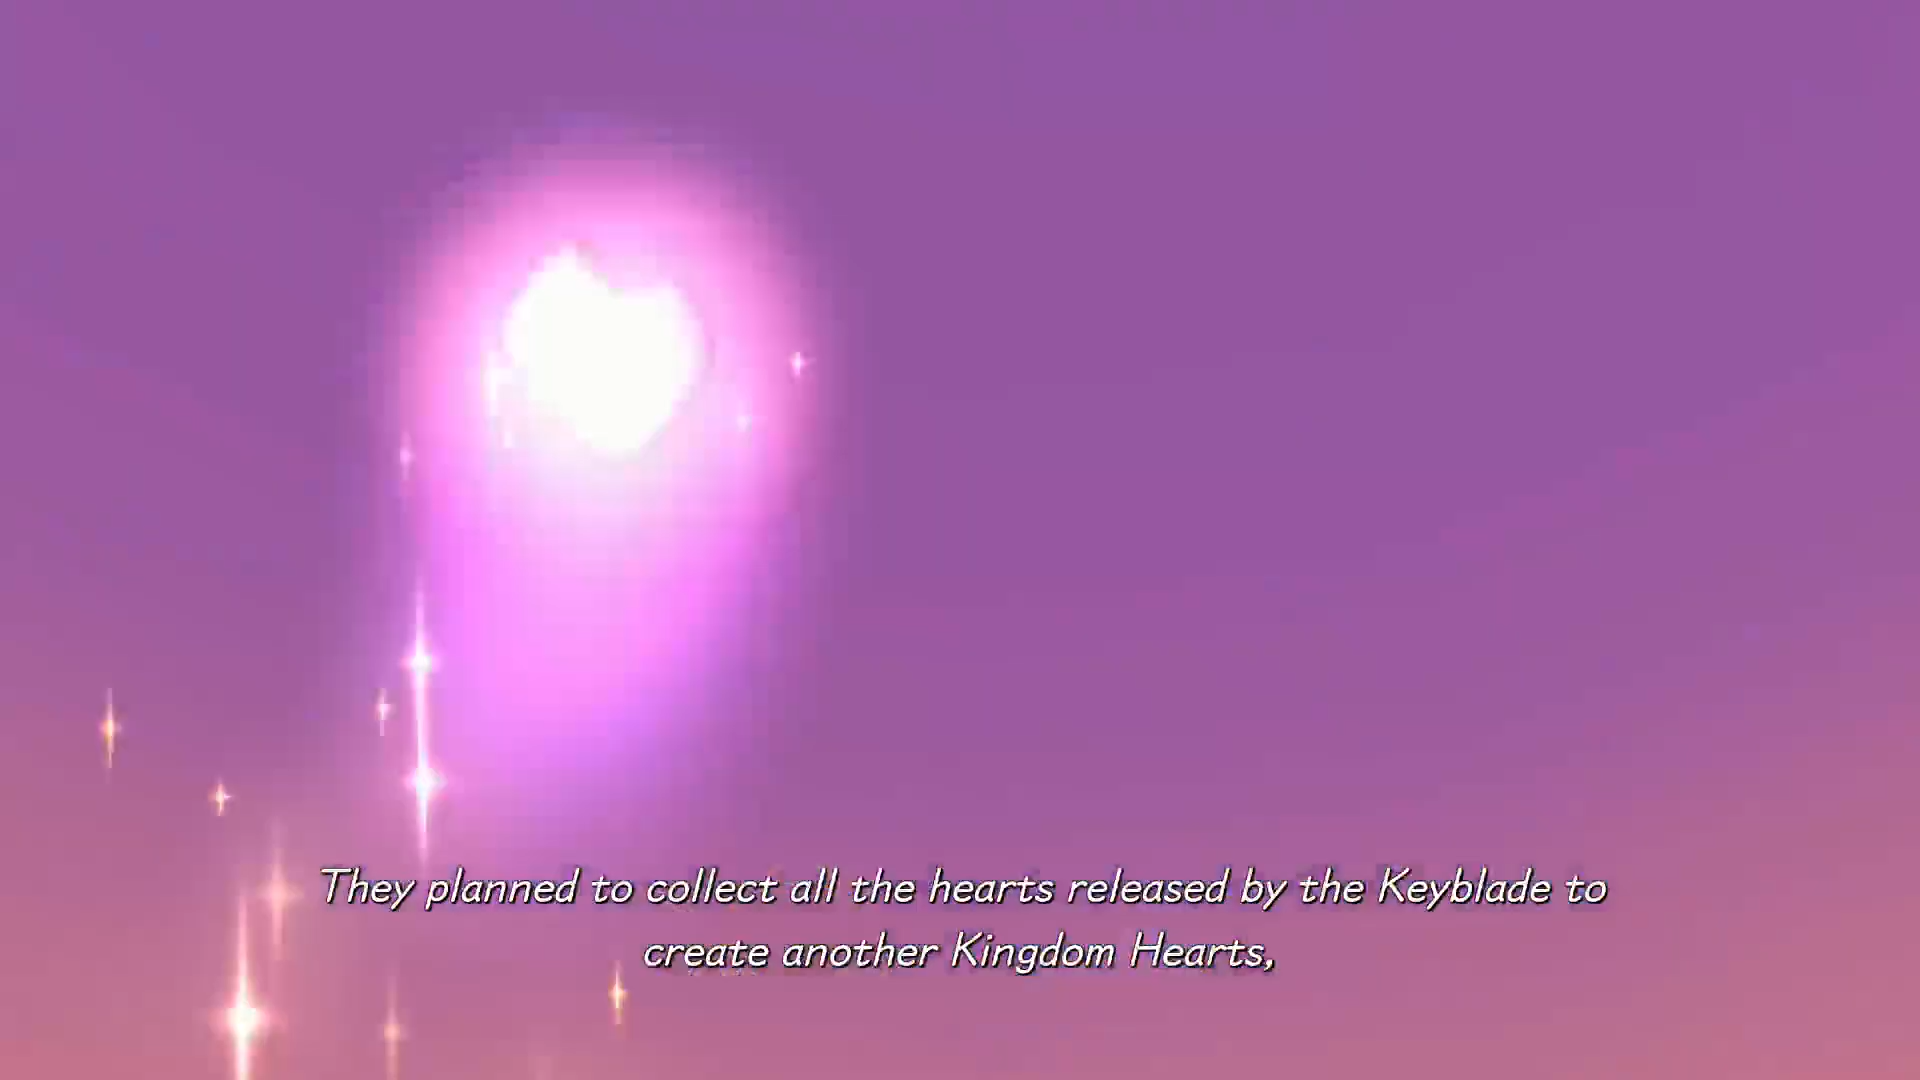 They planned to collect all the hearts released by the Keyblade to
create another Kingdom Hearts,